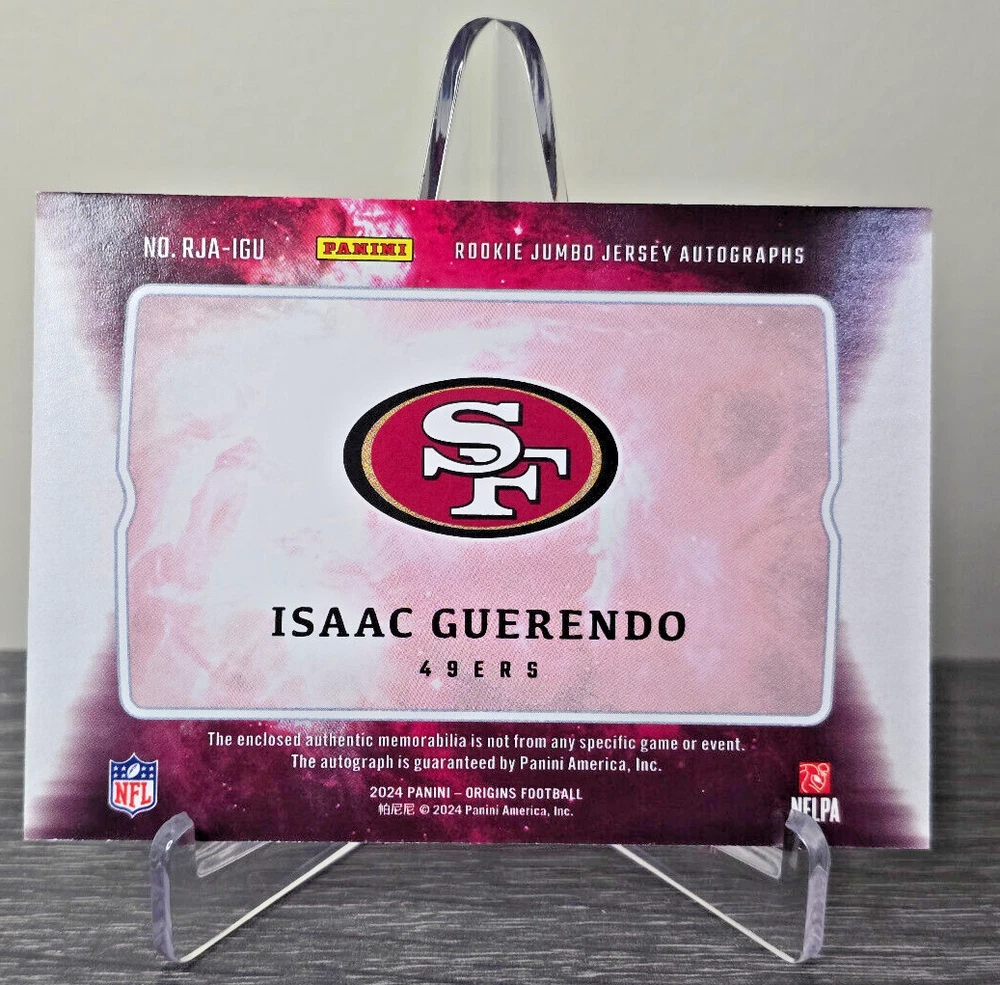 NO. RJA-IGU PANINI ROOKIE JUMBO JERSEY AUTOGRAPHS
SF
ISAAC GUERENDO
49ERS
The enclosed authentic memorabilia is not from any specific game or event.
The autograph is guaranteed by Panini America, Inc.
2024 PANINI – ORIGINS FOOTBALL
帕尼尼 © 2024 Panini America, Inc.
NFL
NFLPA